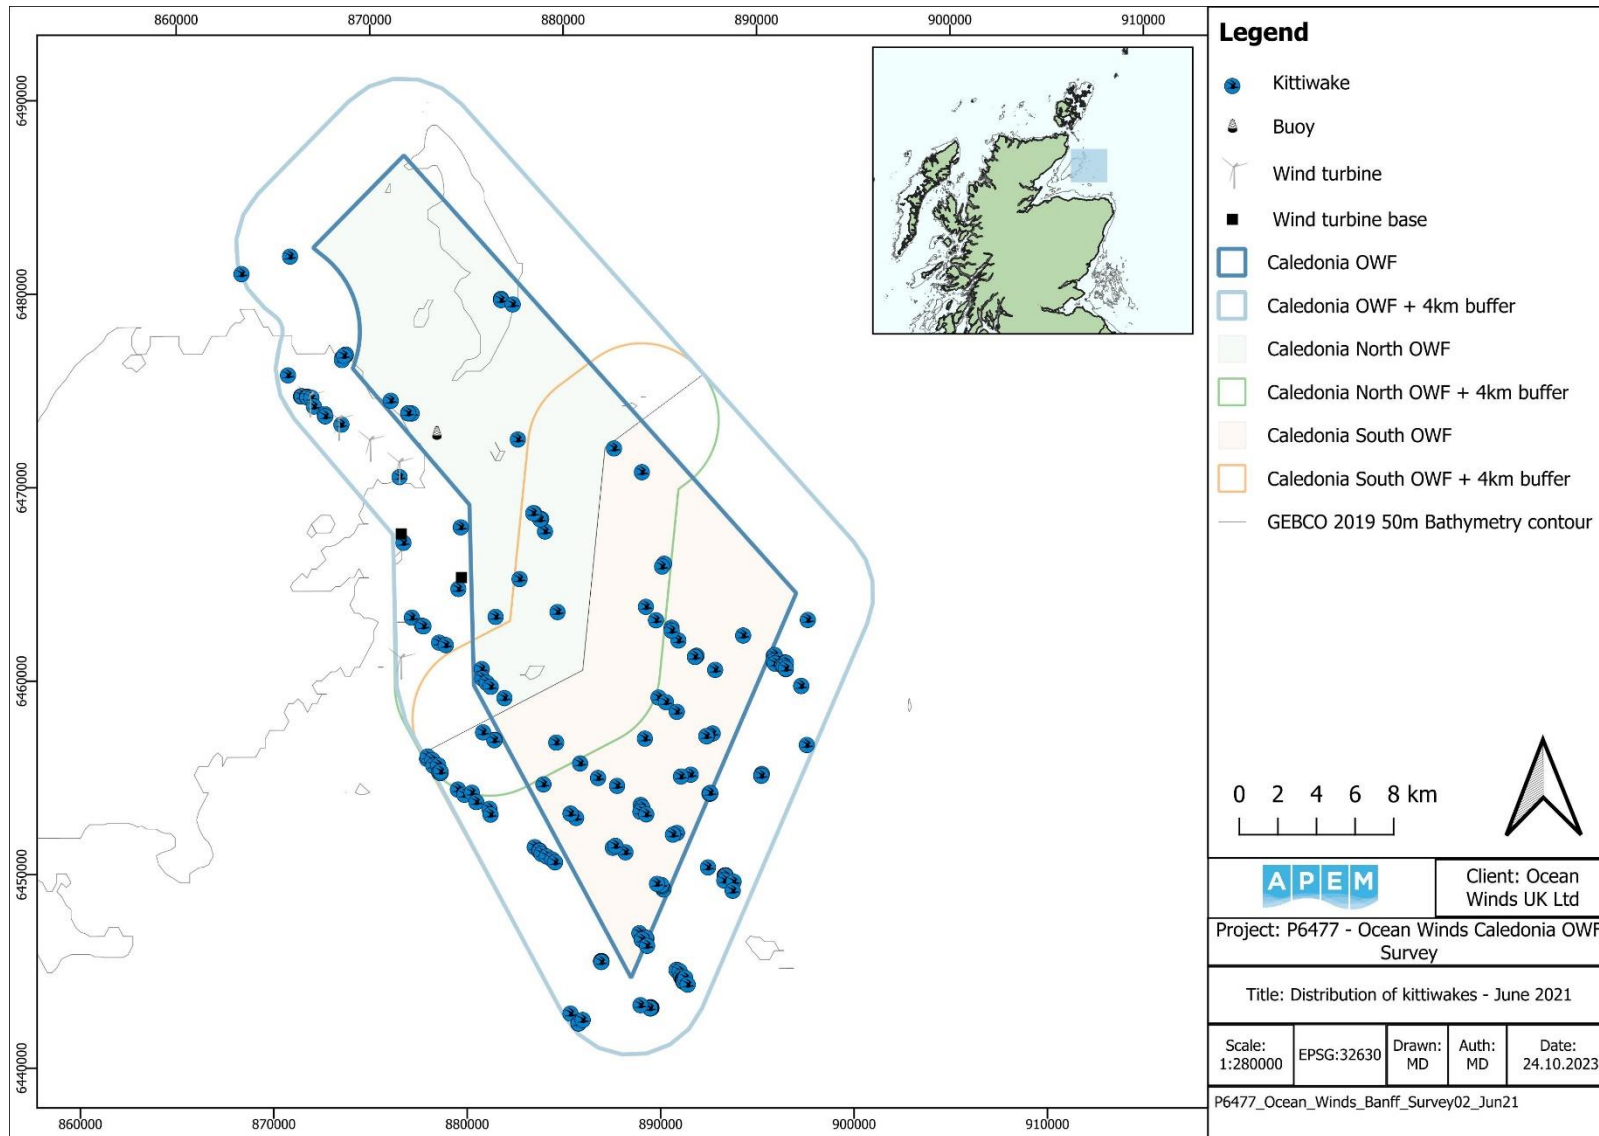 860000
870000
880000
890000
900000
910000
6490000
6480000
6470000
6460000
6450000
6440000
860000
870000
880000
890000
900000
910000
Legend
Kittiwake
Buoy
Wind turbine
Wind turbine base
Caledonia OWF
Caledonia OWF + 4km buffer
Caledonia North OWF
Caledonia North OWF + 4km buffer
Caledonia South OWF
Caledonia South OWF + 4km buffer
GEBCO 2019 50m Bathymetry contour
0 2 4 6 8 km
APEM
Client: Ocean
Winds UK Ltd
Project: P6477 - Ocean Winds Caledonia OWF
Survey
Title: Distribution of kittiwakes - June 2021
Scale:
1:280000
EPSG:32630
Drawn:
MD
Auth:
MD
Date:
24.10.2023
P6477_Ocean_Winds_Banff_Survey02_Jun21